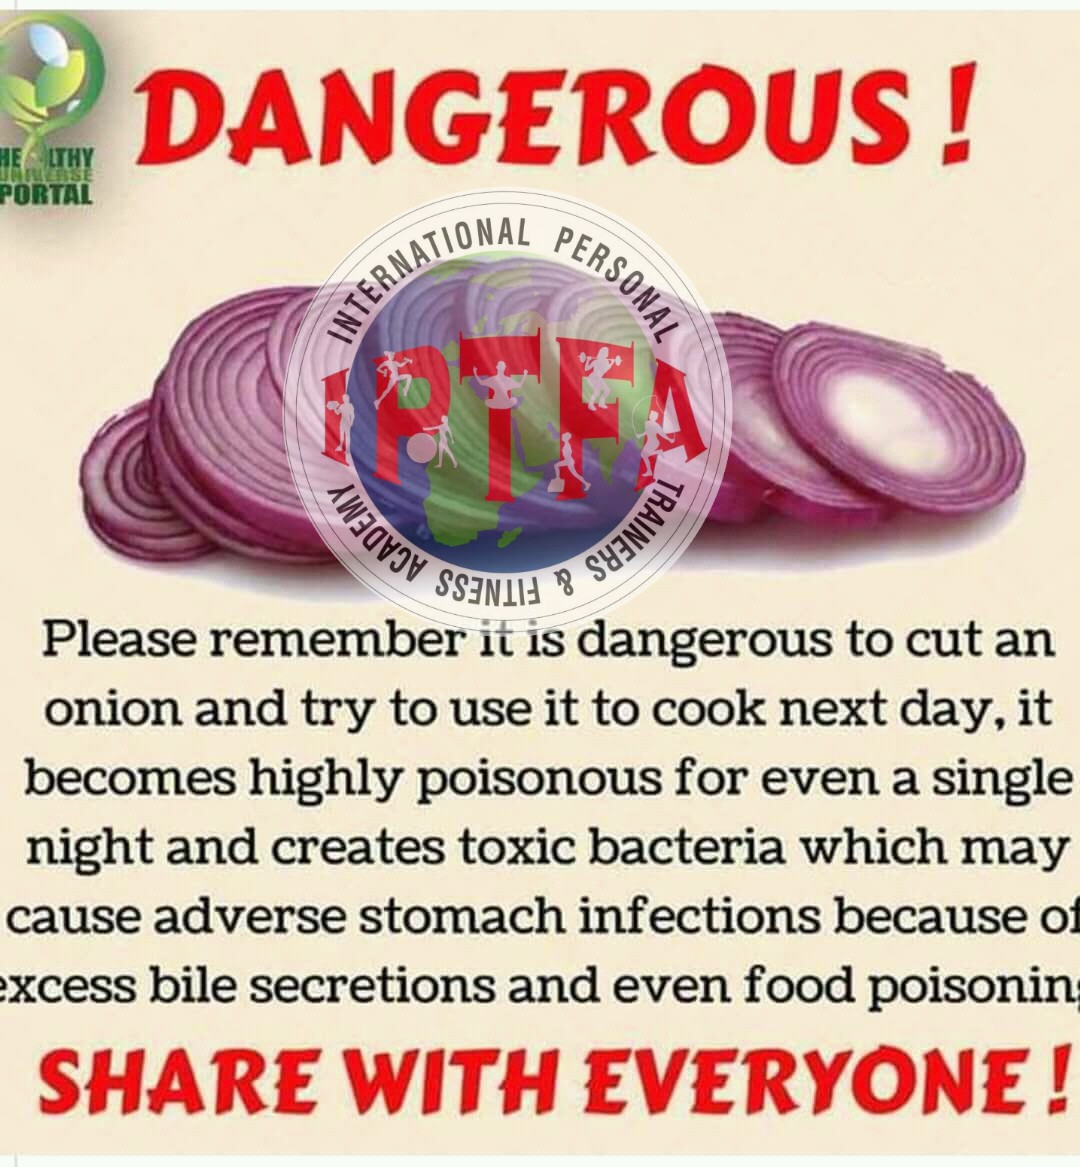 DANGEROUS !
HEALTHY
UNIVERSE
PORTAL
INTERNATIONAL PERSONAL
IPTFA
TRAINERS & FITNESS ACADEMY
Please remember it is dangerous to cut an
onion and try to use it to cook next day, it
becomes highly poisonous for even a single
night and creates toxic bacteria which may
cause adverse stomach infections because of
excess bile secretions and even food poisoning
SHARE WITH EVERYONE !